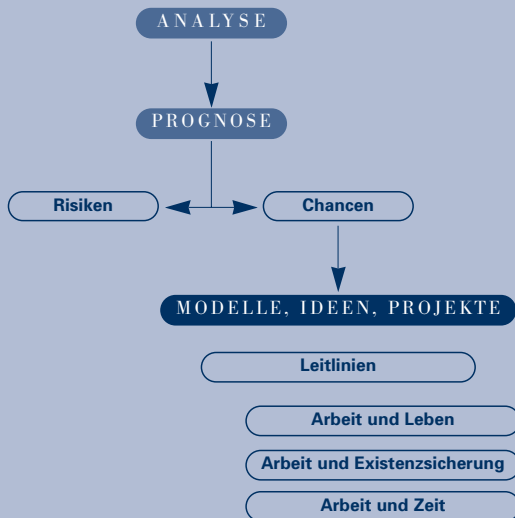 ANALYSE
PROGNOSE
Risiken
Chancen
MODELLE, IDEEN, PROJEKTE
Leitlinien
Arbeit und Leben
Arbeit und Existenzsicherung
Arbeit und Zeit